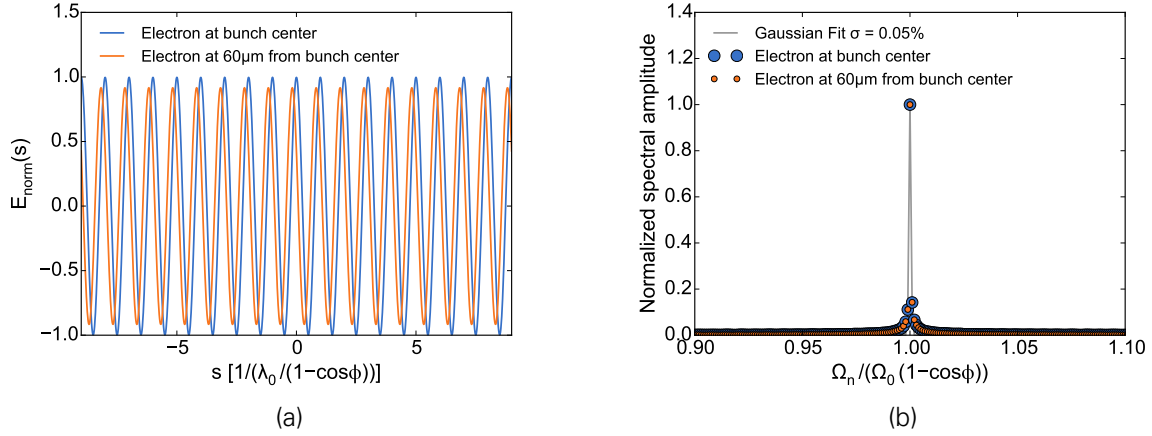 1.5
Electron at bunch center
Electron at 60μm from bunch center
1.0
0.5
0.0
−0.5
−1.0
E_norm(s)
−5 0 5
s [1/(λ_0/(1−cosϕ))]
(a)
1.4
Gaussian Fit σ = 0.05%
Electron at bunch center
Electron at 60μm from bunch center
1.2
1.0
0.8
0.6
0.4
0.2
0.0
Normalized spectral amplitude
0.90 0.95 1.00 1.05 1.10
Ω_n/(Ω_0(1−cosϕ))
(b)